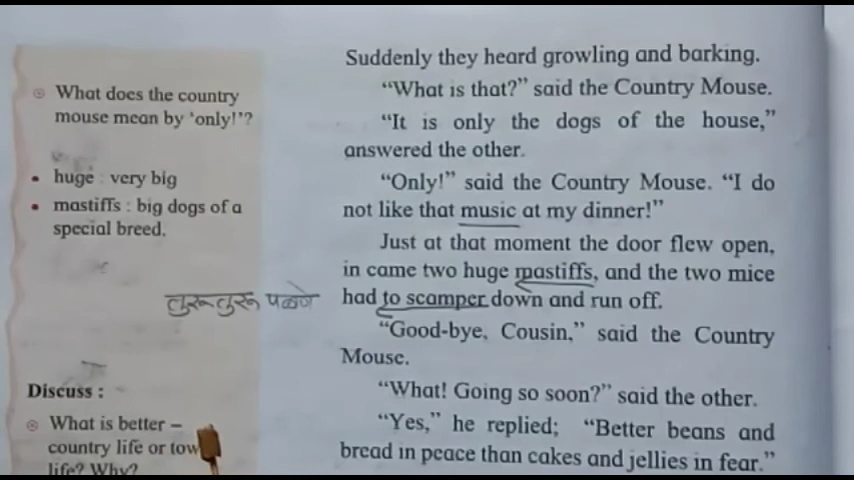 What does the country
mouse mean by ‘only!’?
huge : very big
mastiffs : big dogs of a
special breed.
Discuss :
What is better –
country life or tow
life? Why?
तुरूतुरू पळणे
Suddenly they heard growling and barking.
“What is that?” said the Country Mouse.
“It is only the dogs of the house,”
answered the other.
“Only!” said the Country Mouse. “I do
not like that music at my dinner!”
Just at that moment the door flew open,
in came two huge mastiffs, and the two mice
had to scamper down and run off.
“Good-bye, Cousin,” said the Country
Mouse.
“What! Going so soon?” said the other.
“Yes,” he replied; “Better beans and
bread in peace than cakes and jellies in fear.”